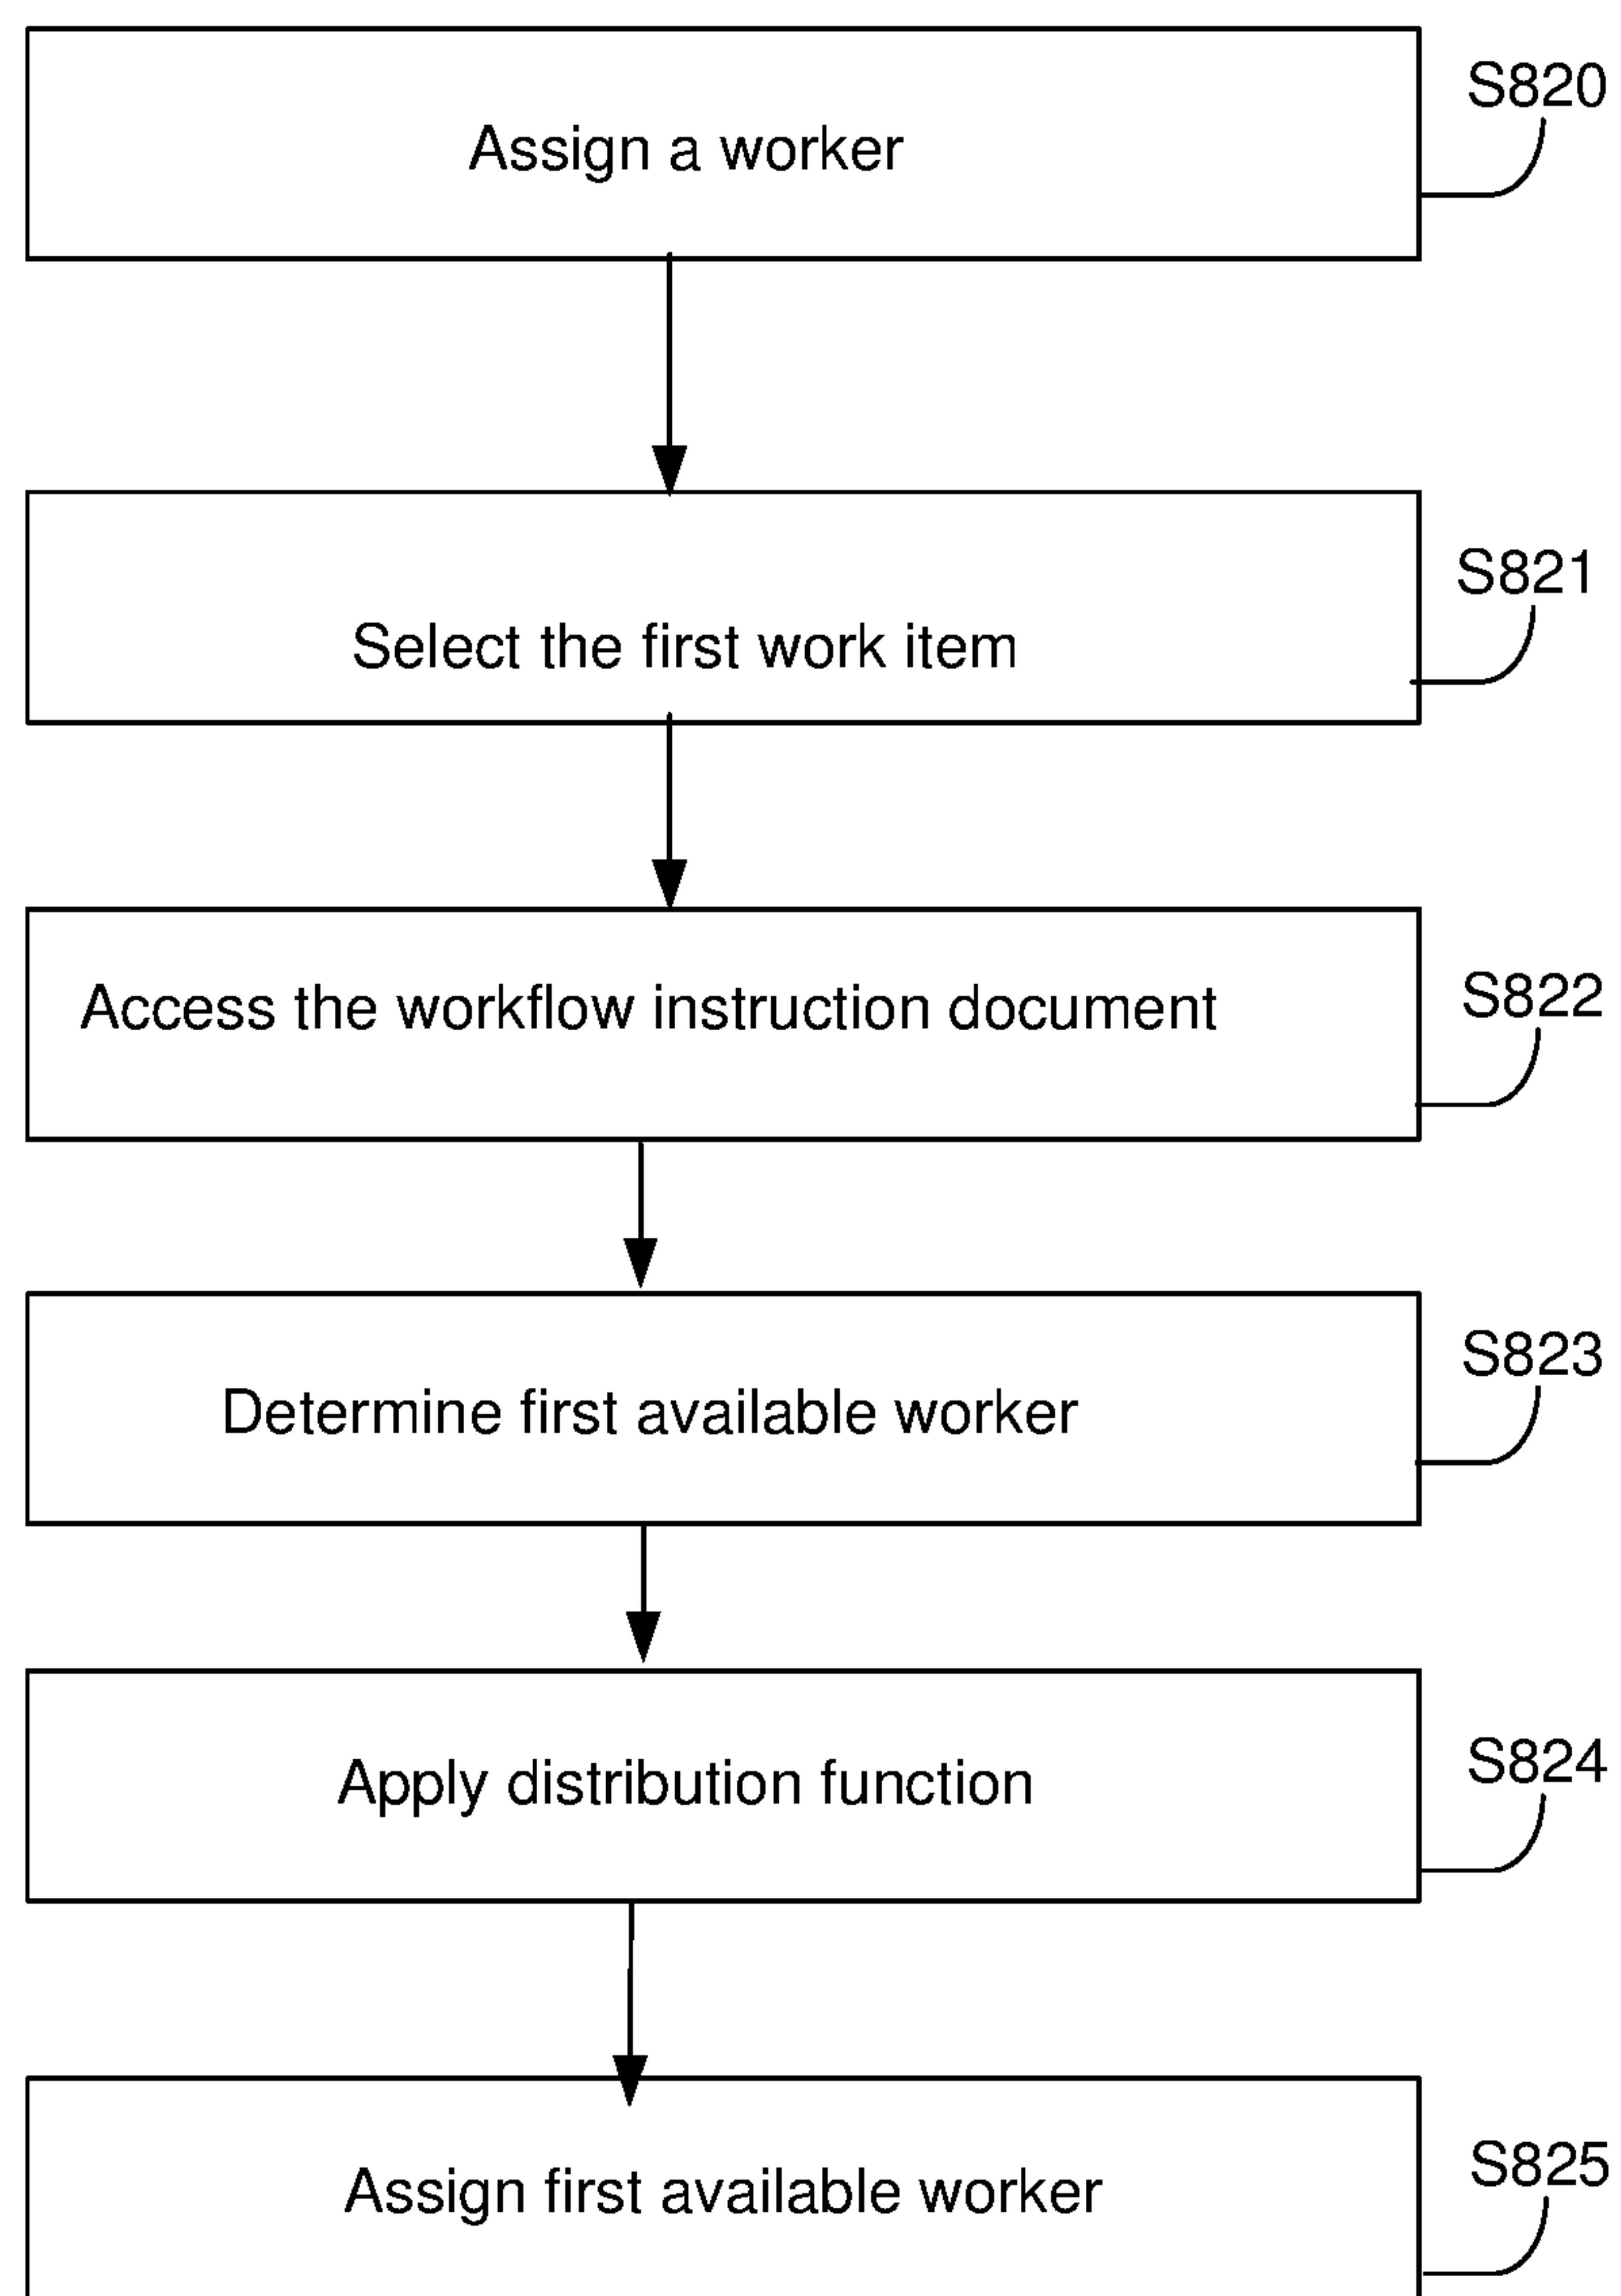 S820
Assign a worker
S821
Select the first work item
S822
Access the workflow instruction document
S823
Determine first available worker
S824
Apply distribution function
S825
Assign first available worker